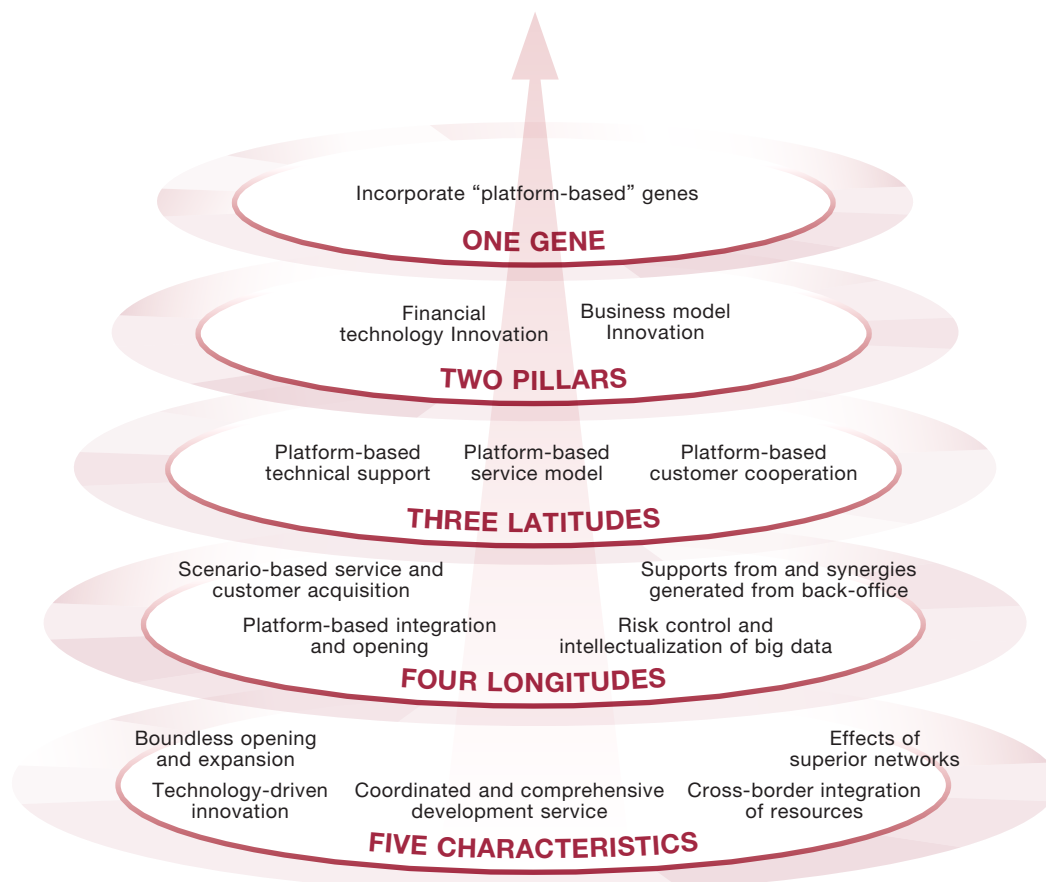 Incorporate “platform-based” genes
ONE GENE
Financial
technology Innovation
Business model
Innovation
TWO PILLARS
Platform-based
technical support
Platform-based
service model
Platform-based
customer cooperation
THREE LATITUDES
Scenario-based service and
customer acquisition
Supports from and synergies
generated from back-office
Platform-based integration
and opening
Risk control and
intellectualization of big data
FOUR LONGITUDES
Boundless opening
and expansion
Effects of
superior networks
Technology-driven
innovation
Coordinated and comprehensive
development service
Cross-border integration
of resources
FIVE CHARACTERISTICS